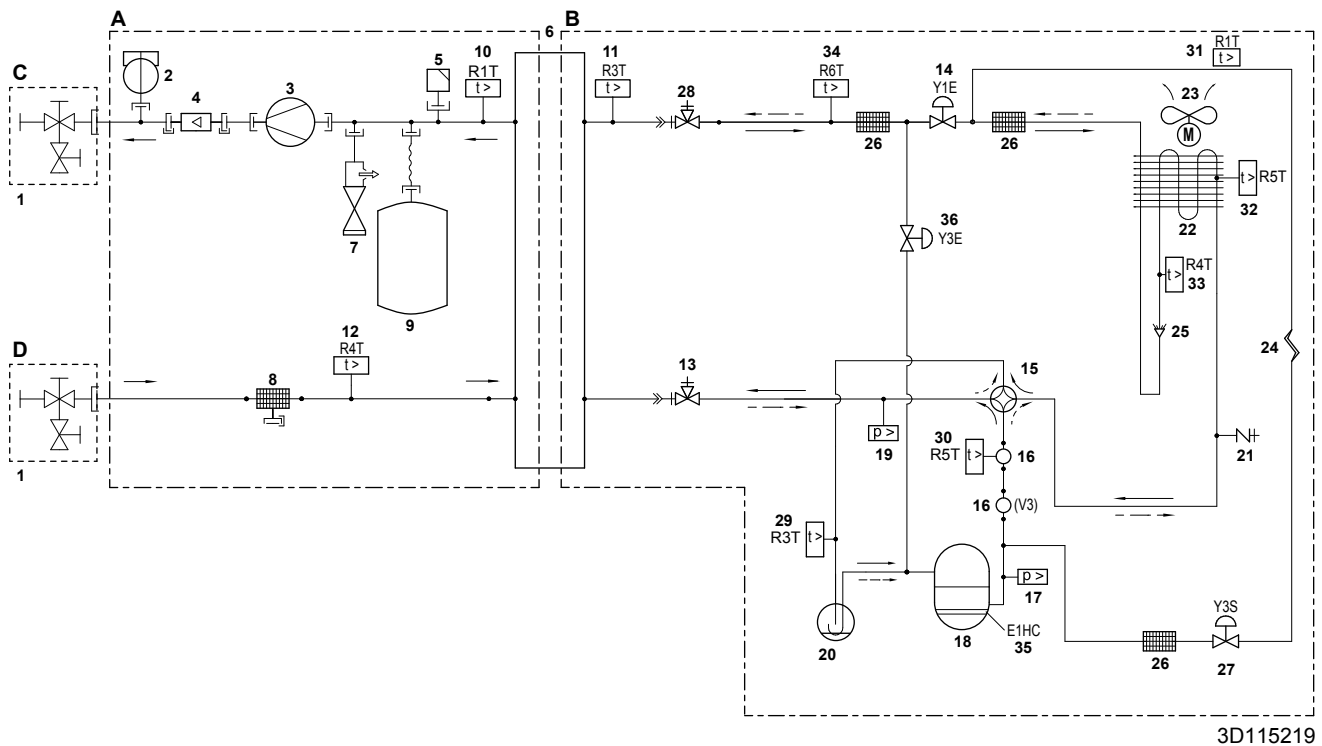 A
B
C
D
6
2
4
3
5
10
R1T
t >
11
R3T
t >
28
34
R6T
t >
14
Y1E
31
R1T
t >
23
M
26
26
1
7
9
36
Y3E
t >
R5T
32
22
t >
R4T
33
25
24
12
R4T
t >
8
13
15
1
p >
19
30
R5T
t >
16
16
(V3)
21
29
R3T
t >
p >
17
20
18
E1HC
35
26
Y3S
27
3D115219